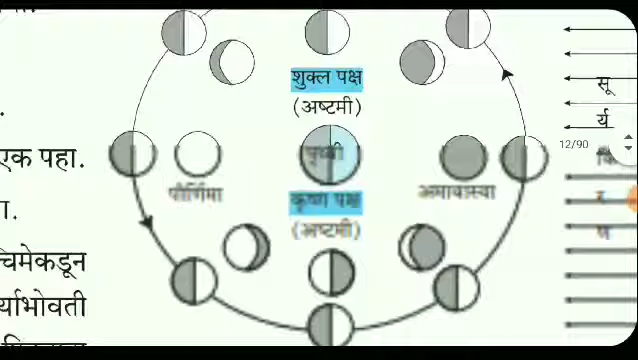 शुक्ल पक्ष
(अष्टमी)
एक पहा.
पृथ्वी
पौर्णिमा
अमावास्या
कृष्ण पक्ष
(अष्टमी)
सू
र्य
कि
र
ण
12/90
ा.
चिमेकडून
र्याभोवती